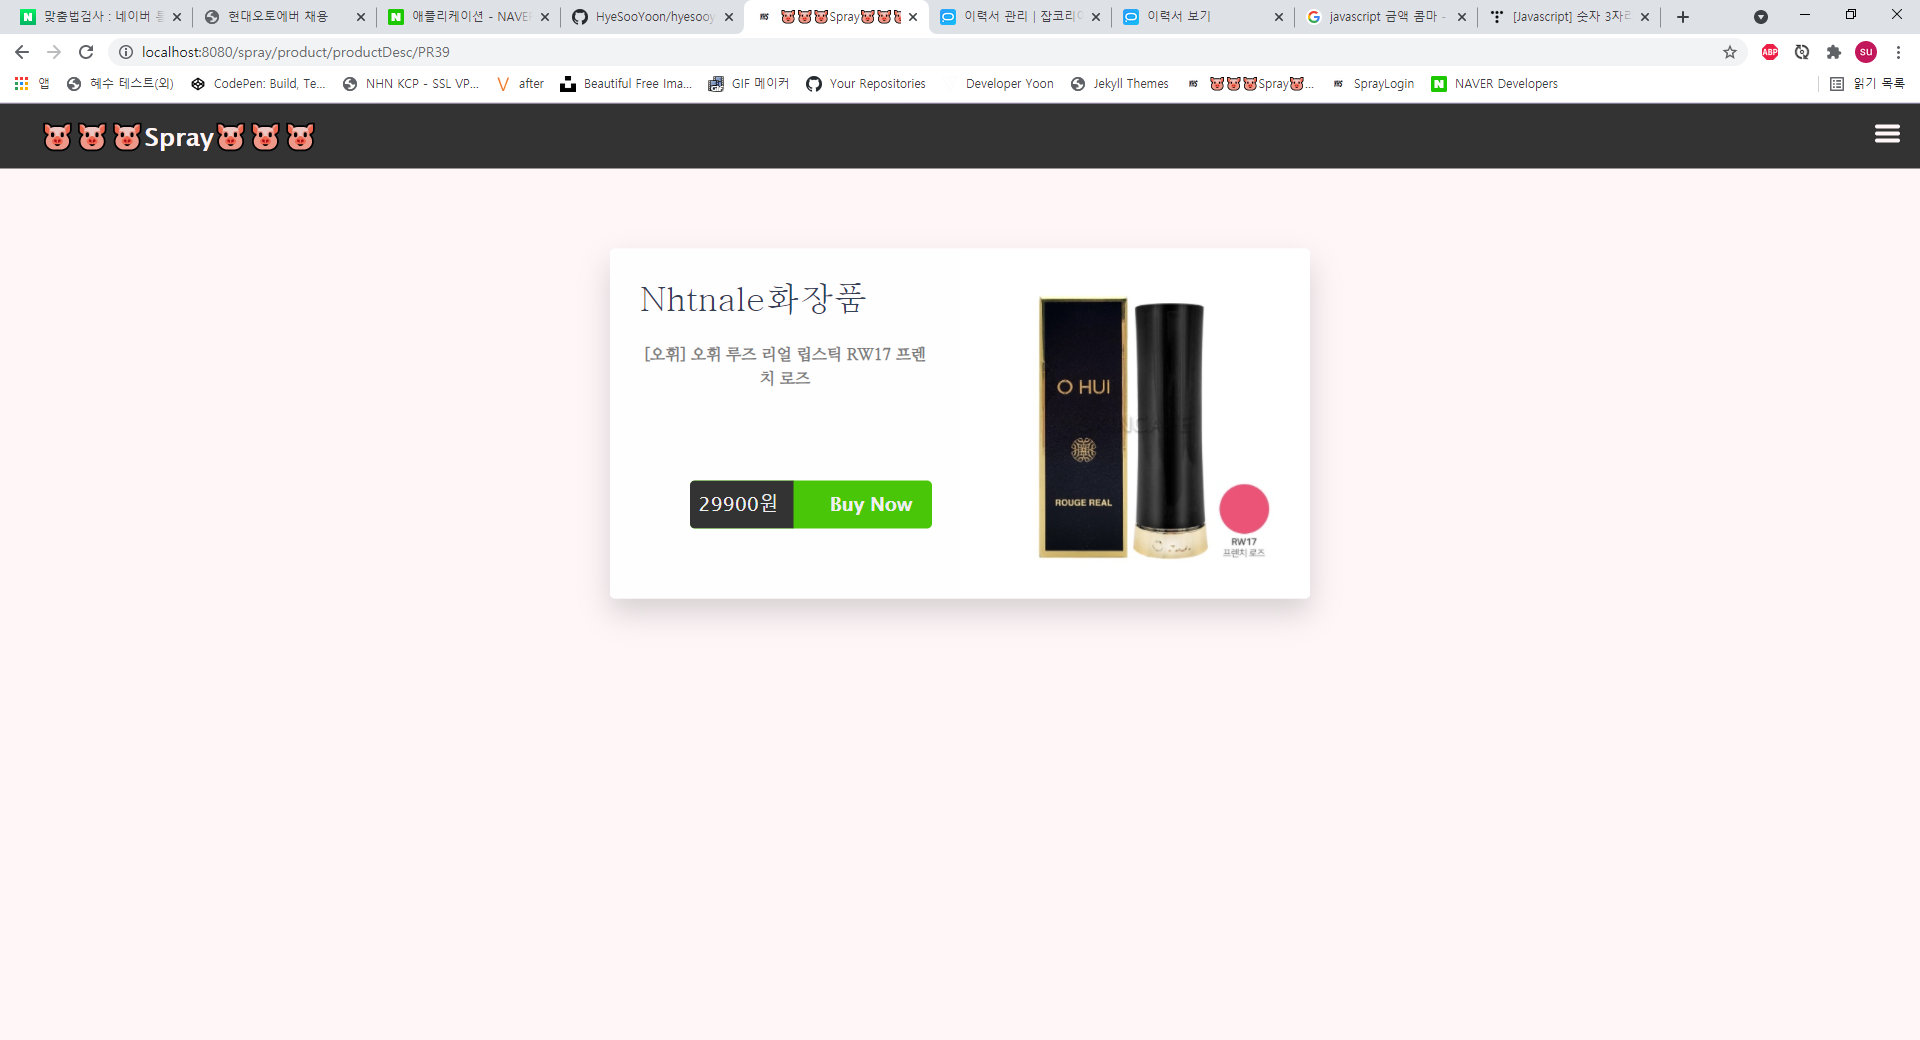 맞춤법검사 : 네이버 통
현대오토에버 채용
애플리케이션 - NAVE
HyeSooYoon/hyesooy
Spray
이력서 관리 | 잡코리아
이력서 보기
javascript 금액 콤마 -
[Javascript] 숫자 3자리
localhost:8080/spray/product/productDesc/PR39
ABP
su
앱
혜수 테스트(외)
CodePen: Build, Te...
NHN KCP - SSL VP...
after
Beautiful Free Ima...
GIF 메이커
Your Repositories
Developer Yoon
Jekyll Themes
🐷🐷🐷Spray🐷...
SprayLogin
NAVER Developers
읽기 목록
🐷🐷🐷Spray🐷🐷🐷
Nhtnale화장품
[오휘] 오휘 루즈 리얼 립스틱 RW17 프렌
치 로즈
29900원
Buy Now
O HUI
ROUGE REAL
O HUI
RW17
프렌치 로즈